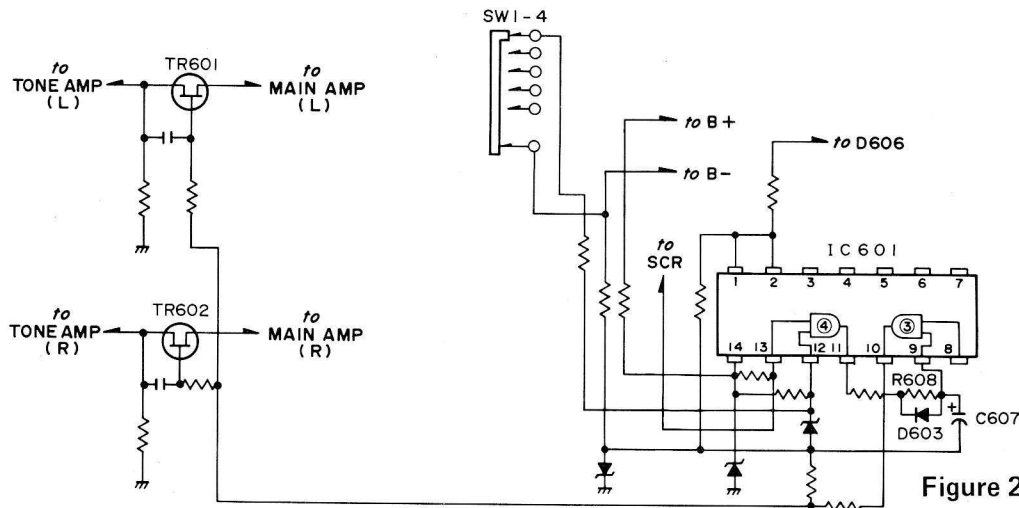 SW1-4
to
TONE AMP
(L)
TR601
to
MAIN AMP
(L)
to B+
to B-
to D606
to
SCR
IC601
1 2 3 4 5 6 7
④ ③
14 13 12 11 10 9 8
to
TONE AMP
(R)
TR602
to
MAIN AMP
(R)
R608
D603
+
C607
Figure 2